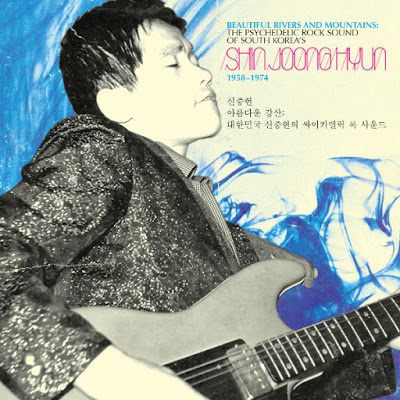 BEAUTIFUL RIVERS AND MOUNTAINS:
THE PSYCHEDELIC ROCK SOUND
OF SOUTH KOREA'S
SHIN JOONG HYUN
1958–1974
신중현
아름다운 강산:
대한민국 신중현의 싸이키델릭 록 사운드